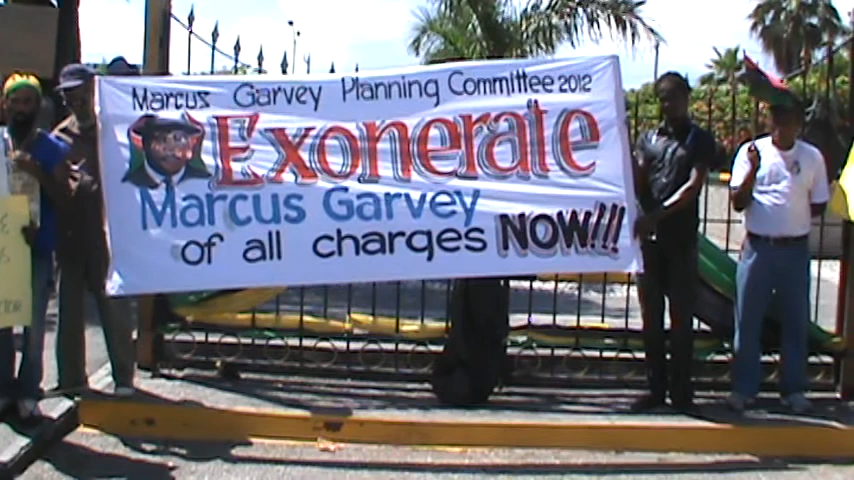 Marcus Garvey Planning Committee 2012
Exonerate
Marcus Garvey
of all charges NOW!!!